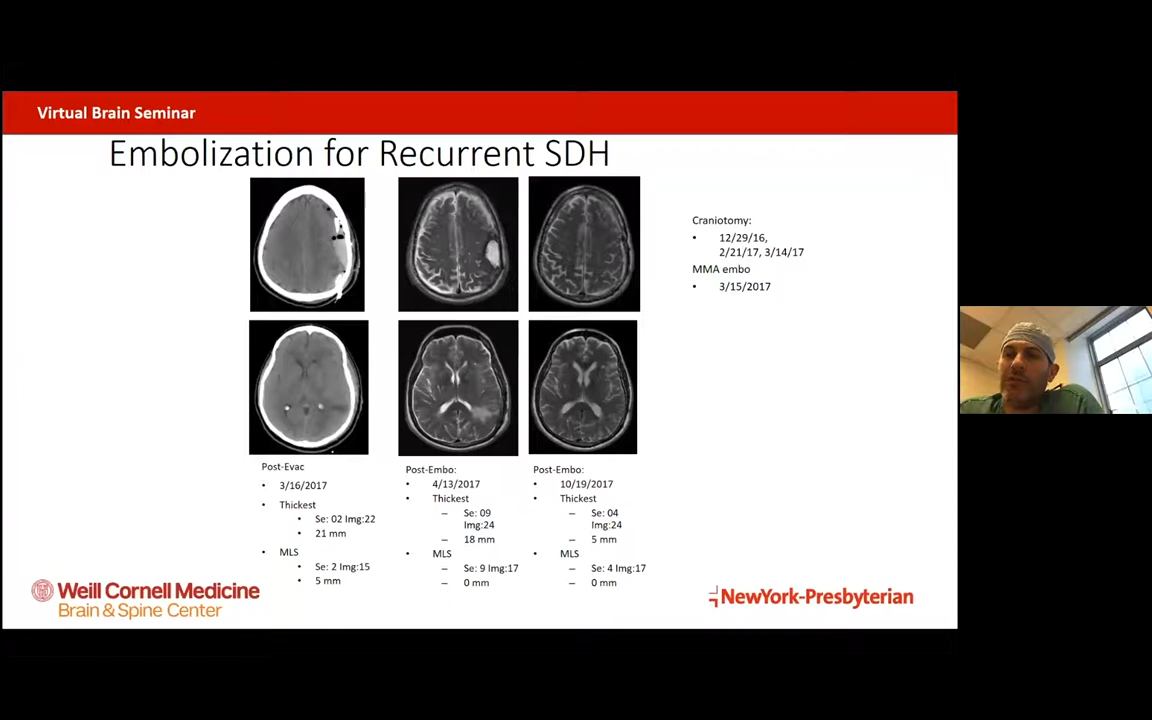 Virtual Brain Seminar
Embolization for Recurrent SDH
Craniotomy:
• 12/29/16,
2/21/17, 3/14/17
MMA embo
• 3/15/2017
Post-Evac
• 3/16/2017
• Thickest
• Se: 02 Img:22
• 21 mm
• MLS
• Se: 2 Img:15
• 5 mm
Post-Embo:
• 4/13/2017
• Thickest
– Se: 09
Img:24
– 18 mm
• MLS
– Se: 9 Img:17
– 0 mm
Post-Embo:
• 10/19/2017
• Thickest
– Se: 04
Img:24
– 5 mm
• MLS
– Se: 4 Img:17
– 0 mm
Weill Cornell Medicine
Brain & Spine Center
NewYork-Presbyterian